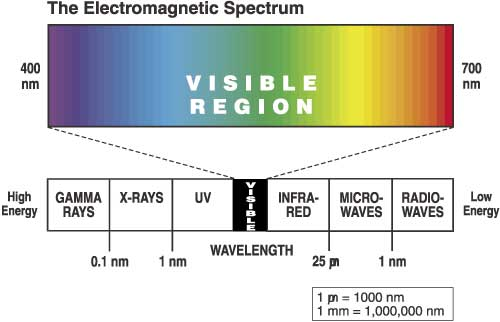 The Electromagnetic Spectrum
400 nm
VISIBLE
REGION
700 nm
High Energy
GAMMA RAYS
X-RAYS
UV
VISIBLE
INFRA-RED
MICRO-WAVES
RADIO-WAVES
Low Energy
0.1 nm
1 nm
WAVELENGTH
25 µm
1 nm
1 µm = 1000 nm
1 mm = 1,000,000 nm